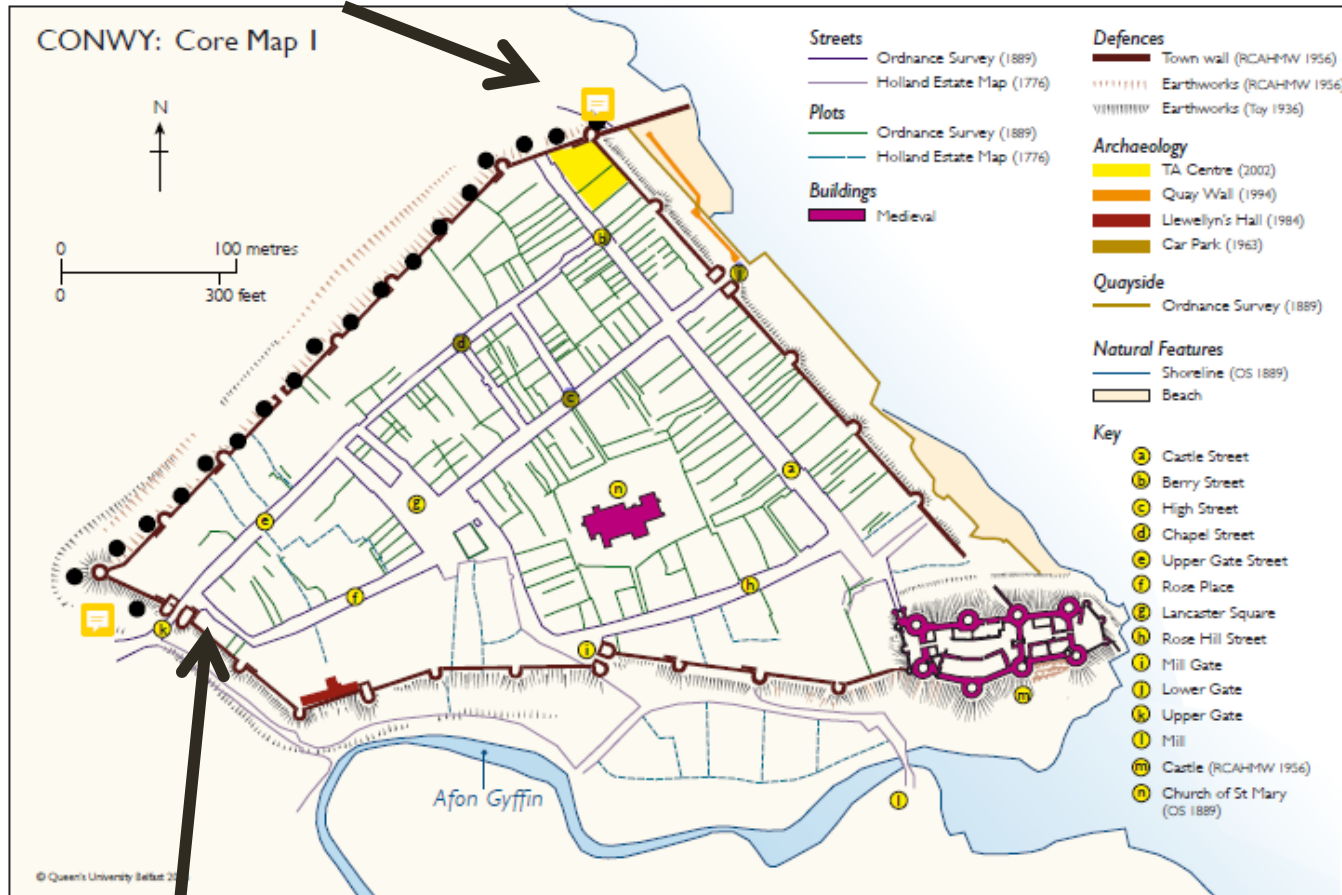 CONWY: Core Map I
N
0 100 metres
0 300 feet
Streets
Ordnance Survey (1889)
Holland Estate Map (1776)
Plots
Ordnance Survey (1889)
Holland Estate Map (1776)
Buildings
Medieval
Defences
Town wall (RCAHMW 1956)
Earthworks (RCAHMW 1956)
Earthworks (Toy 1936)
Archaeology
TA Centre (2002)
Quay Wall (1994)
Llewellyn's Hall (1984)
Car Park (1963)
Quayside
Ordnance Survey (1889)
Natural Features
Shoreline (OS 1889)
Beach
Key
a Castle Street
b Berry Street
c High Street
d Chapel Street
e Upper Gate Street
f Rose Place
g Lancaster Square
h Rose Hill Street
i Mill Gate
j Lower Gate
k Upper Gate
l Mill
m Castle (RCAHMW 1956)
n Church of St Mary
(OS 1889)
b
j
d
c
a
g
n
e
f
h
k
i
m
l
Afon Gyffin
© Queen's University Belfast